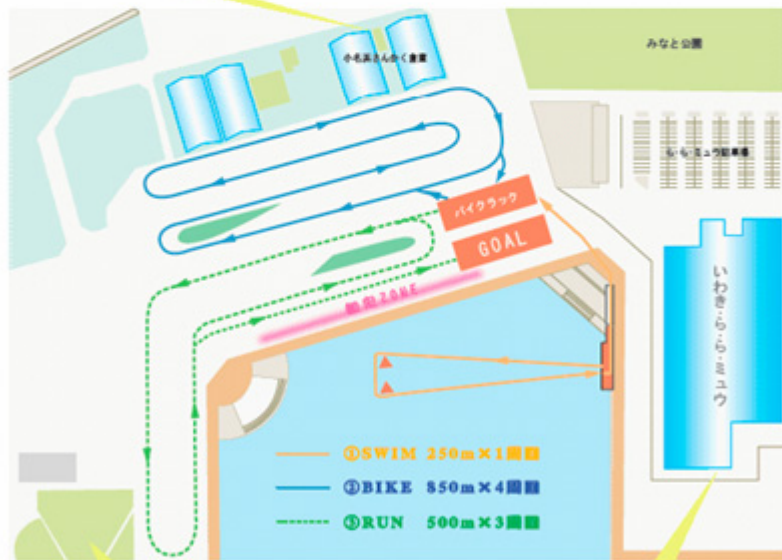 小名浜さんかく倉庫
みなと公園
ら・ら・ミュウ駐車場
バイクラック
GOAL
ZONE
いわき・ら・ら・ミュウ
①SWIM 250m×1周回
②BIKE 850m×4周回
③RUN 500m×3周回